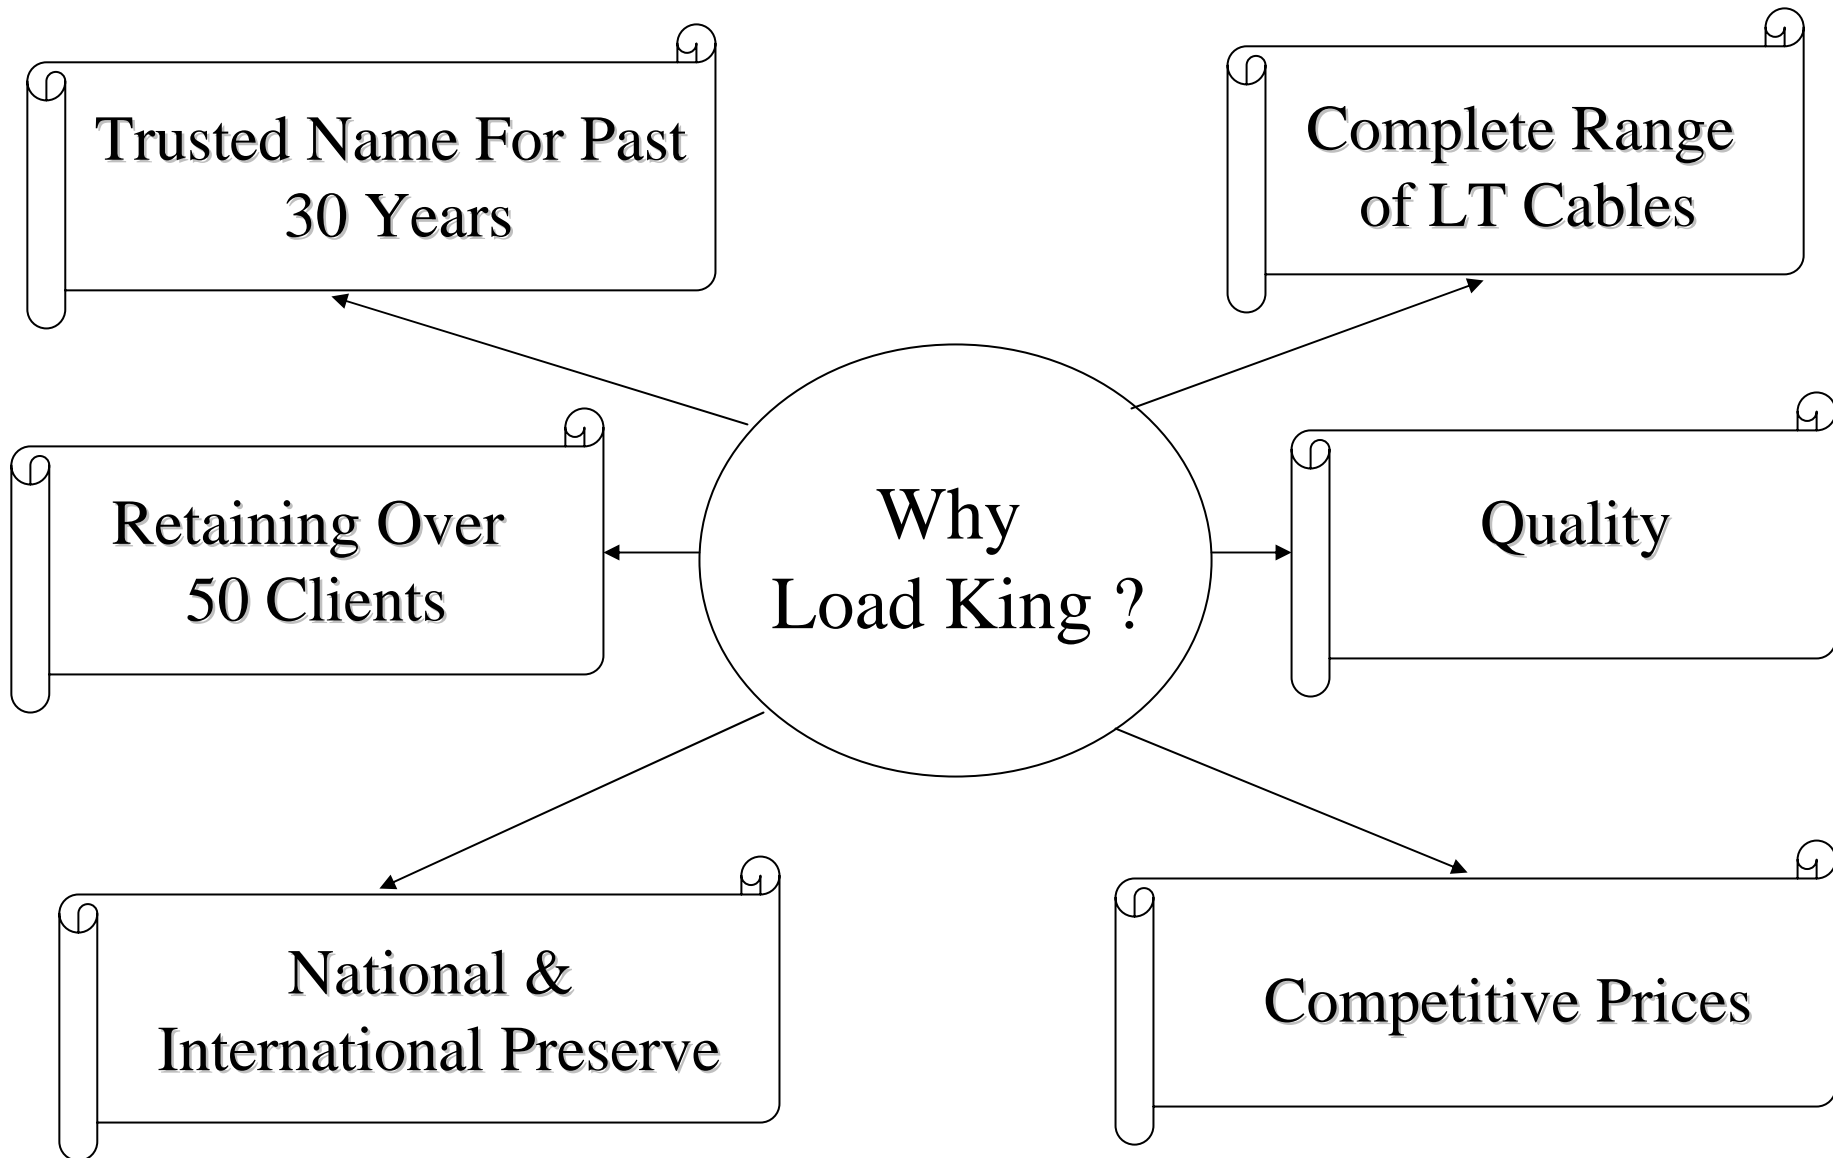 Trusted Name For Past
30 Years
Complete Range
of LT Cables
Retaining Over
50 Clients
Why
Load King ?
Quality
National &
International Preserve
Competitive Prices